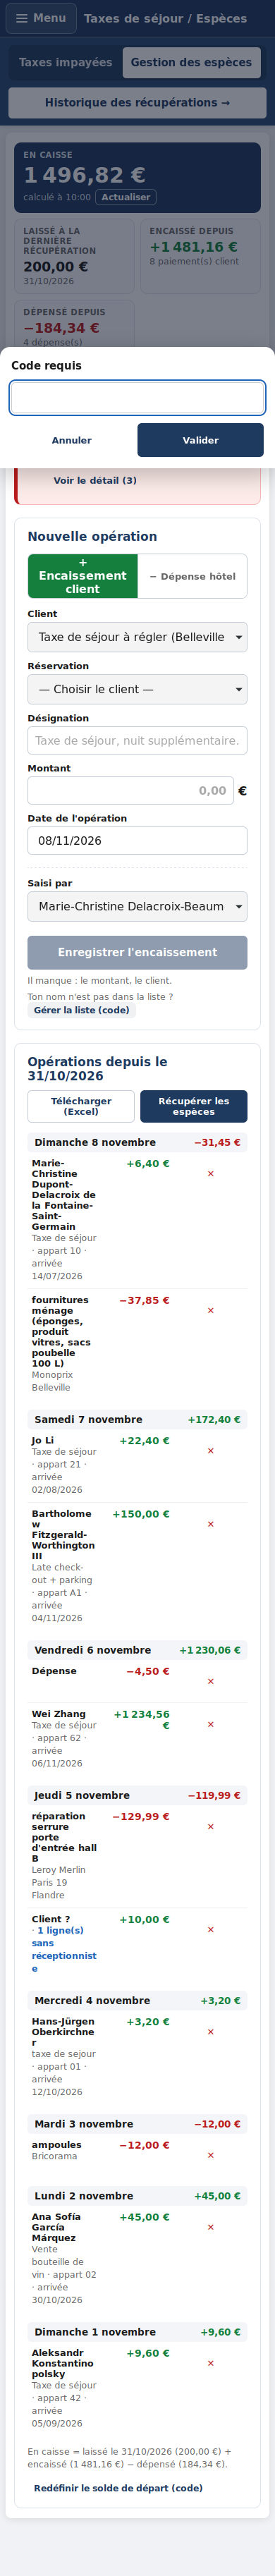 Menu
Taxes de séjour / Espèces
Taxes impayées
Gestion des espèces
Historique des récupérations →
EN CAISSE
1 496,82 €
calculé à 10:00
Actualiser
LAISSÉ À LA
DERNIÈRE
RÉCUPÉRATION
200,00 €
31/10/2026
ENCAISSÉ DEPUIS
+1 481,16 €
8 paiement(s) client
DÉPENSÉ DEPUIS
−184,34 €
4 dépense(s)
Code requis
Annuler
Valider
Voir le détail (3)
Nouvelle opération
+
Encaissement
client
− Dépense hôtel
Client
Taxe de séjour à régler (Belleville
Réservation
— Choisir le client —
Désignation
Taxe de séjour, nuit supplémentaire.
Montant
0,00 €
Date de l'opération
08/11/2026
Saisi par
Marie-Christine Delacroix-Beaum
Enregistrer l'encaissement
Il manque : le montant, le client.
Ton nom n'est pas dans la liste ?
Gérer la liste (code)
Opérations depuis le
31/10/2026
Télécharger
(Excel)
Récupérer les
espèces
Dimanche 8 novembre −31,45 €
Marie-
Christine
Dupont-
Delacroix de
la Fontaine-
Saint-
Germain
+6,40 €
×
Taxe de séjour
· appart 10 ·
arrivée
14/07/2026
fournitures
ménage
(éponges,
produit
vitres, sacs
poubelle
100 L)
−37,85 €
×
Monoprix
Belleville
Samedi 7 novembre +172,40 €
Jo Li
+22,40 €
×
Taxe de séjour
· appart 21 ·
arrivée
02/08/2026
Bartholome
w
Fitzgerald-
Worthington
III
+150,00 €
×
Late check-
out + parking
· appart A1 ·
arrivée
04/11/2026
Vendredi 6 novembre +1 230,06 €
Dépense
−4,50 €
×
Wei Zhang
+1 234,56
€
×
Taxe de séjour
· appart 62 ·
arrivée
06/11/2026
Jeudi 5 novembre −119,99 €
réparation
serrure
porte
d'entrée hall
B
−129,99 €
×
Leroy Merlin
Paris 19
Flandre
Client ?
+10,00 €
×
· 1 ligne(s)
sans
réceptionnist
e
Mercredi 4 novembre +3,20 €
Hans-Jürgen
Oberkirchne
r
+3,20 €
×
taxe de sejour
· appart 01 ·
arrivée
12/10/2026
Mardi 3 novembre −12,00 €
ampoules
−12,00 €
×
Bricorama
Lundi 2 novembre +45,00 €
Ana Sofía
García
Márquez
+45,00 €
×
Vente
bouteille de
vin · appart 02
· arrivée
30/10/2026
Dimanche 1 novembre +9,60 €
Aleksandr
Konstantino
polsky
+9,60 €
×
Taxe de séjour
· appart 42 ·
arrivée
05/09/2026
En caisse = laissé le 31/10/2026 (200,00 €) +
encaissé (1 481,16 €) − dépensé (184,34 €).
Redéfinir le solde de départ (code)